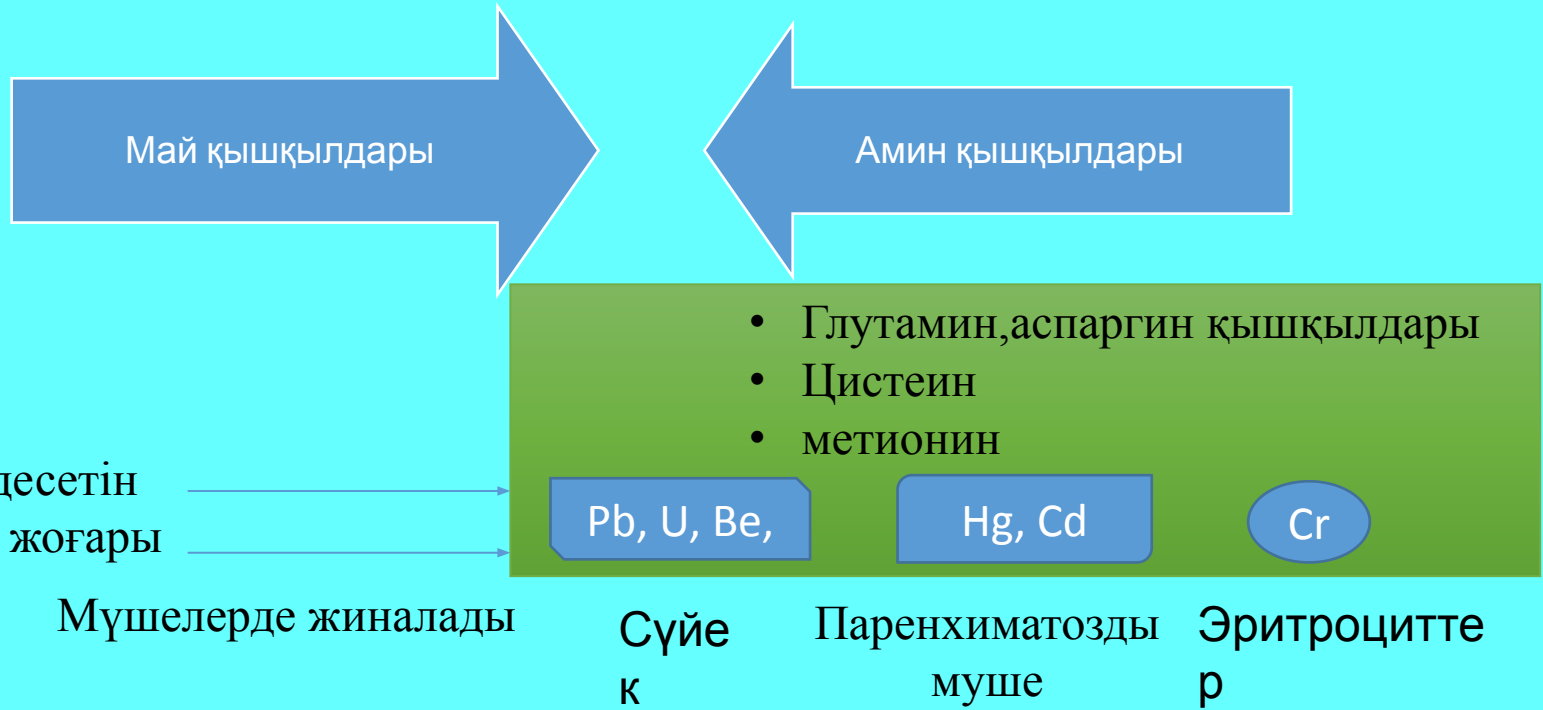 Май қышқылдары
Амин қышқылдары
• Глутамин,аспаргин қышқылдары
• Цистеин
• метионин
десетін
жоғары
Pb, U, Be,
Hg, Cd
Cr
Мүшелерде жиналады
Сүйе
к
Паренхиматозды
муше
Эритроцитте
р